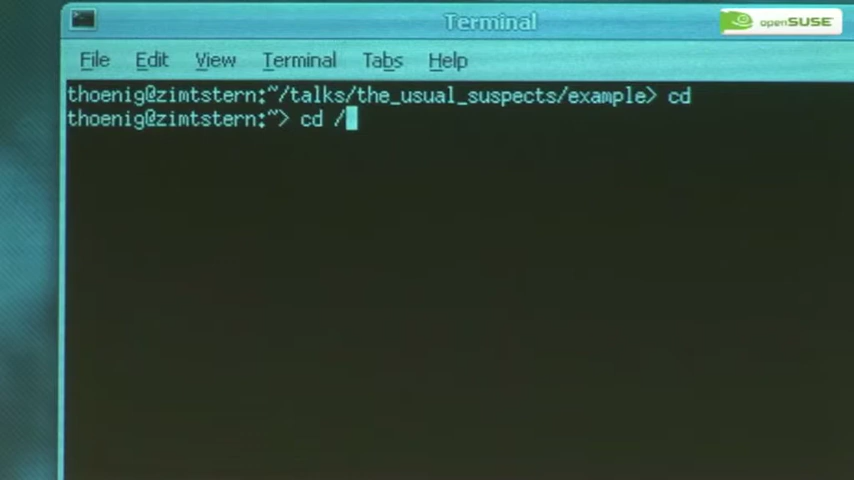 Terminal
openSUSE
File Edit View Terminal Tabs Help
thoenig@zimtstern:~/talks/the_usual_suspects/example> cd
thoenig@zimtstern:~> cd /